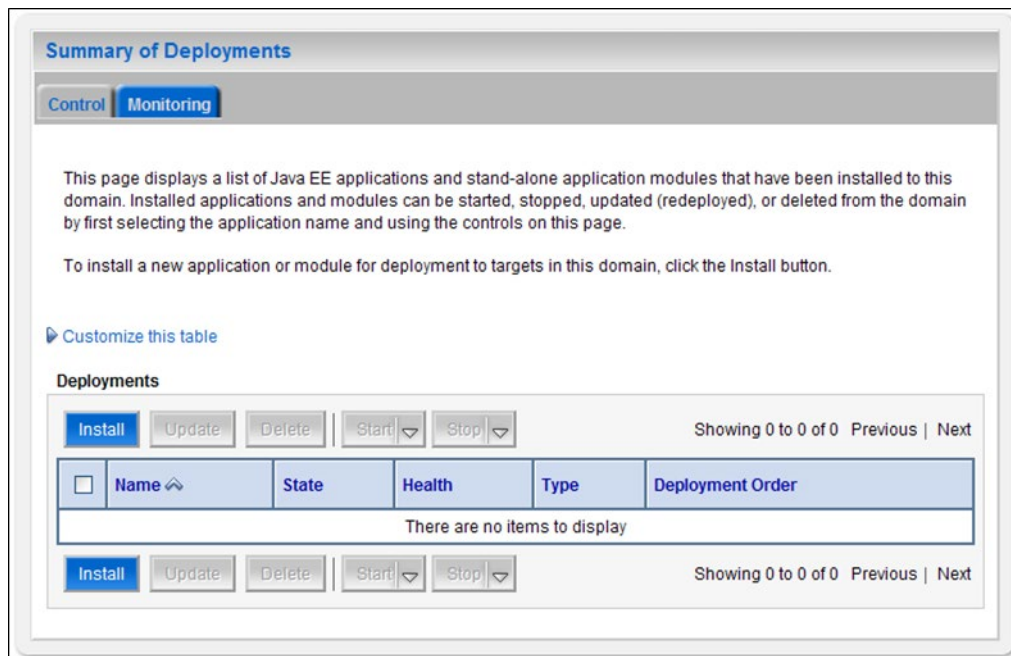 Summary of Deployments
Control Monitoring
This page displays a list of Java EE applications and stand-alone application modules that have been installed to this
domain. Installed applications and modules can be started, stopped, updated (redeployed), or deleted from the domain
by first selecting the application name and using the controls on this page.
To install a new application or module for deployment to targets in this domain, click the Install button.
Customize this table
Deployments
Install Update Delete Start Stop Showing 0 to 0 of 0 Previous | Next
Name State Health Type Deployment Order
There are no items to display
Install Update Delete Start Stop Showing 0 to 0 of 0 Previous | Next